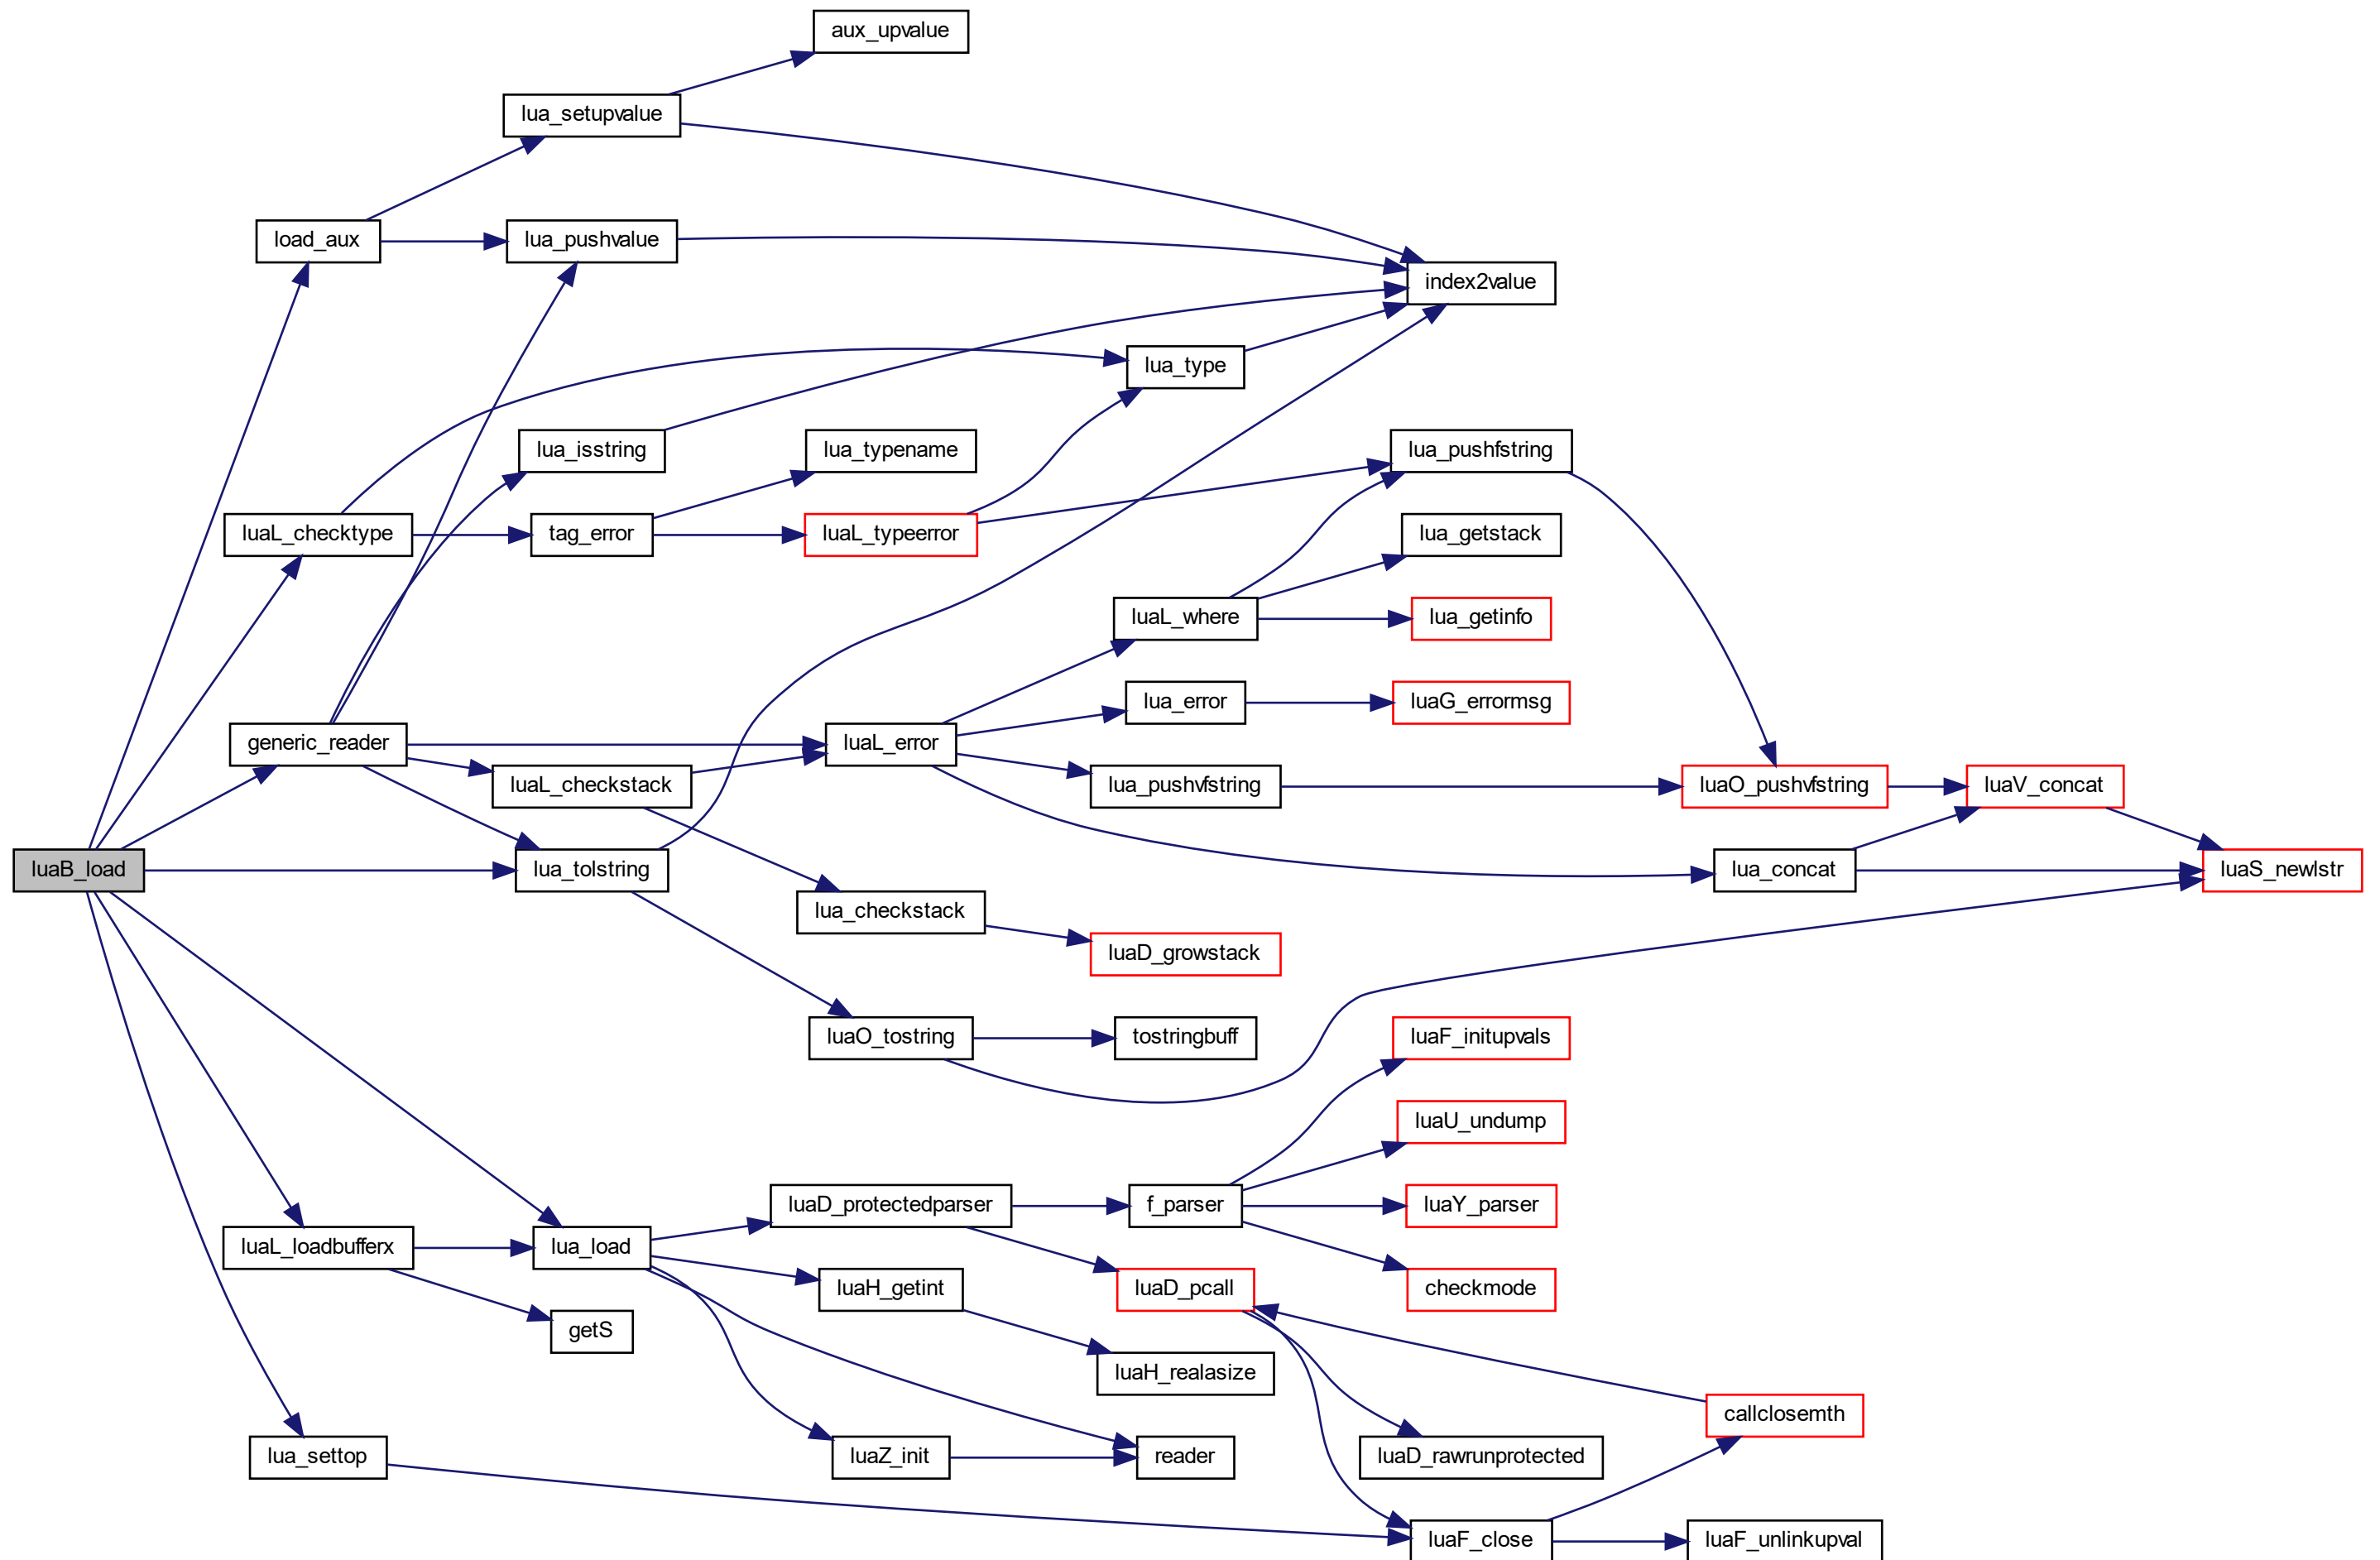 aux_upvalue
lua_setupvalue
load_aux
lua_pushvalue
index2value
lua_type
lua_isstring
lua_typename
lua_pushfstring
luaL_checktype
tag_error
luaL_typeerror
lua_getstack
luaL_where
lua_getinfo
lua_error
luaG_errormsg
generic_reader
luaL_error
luaL_checkstack
lua_pushvfstring
luaO_pushvfstring
luaV_concat
luaB_load
lua_tolstring
lua_concat
luaS_newlstr
lua_checkstack
luaD_growstack
luaO_tostring
tostringbuff
luaF_initupvals
luaU_undump
luaD_protectedparser
f_parser
luaY_parser
luaL_loadbufferx
lua_load
luaH_getint
luaD_pcall
checkmode
getS
luaH_realasize
callclosemth
lua_settop
luaZ_init
reader
luaD_rawrunprotected
luaF_close
luaF_unlinkupval